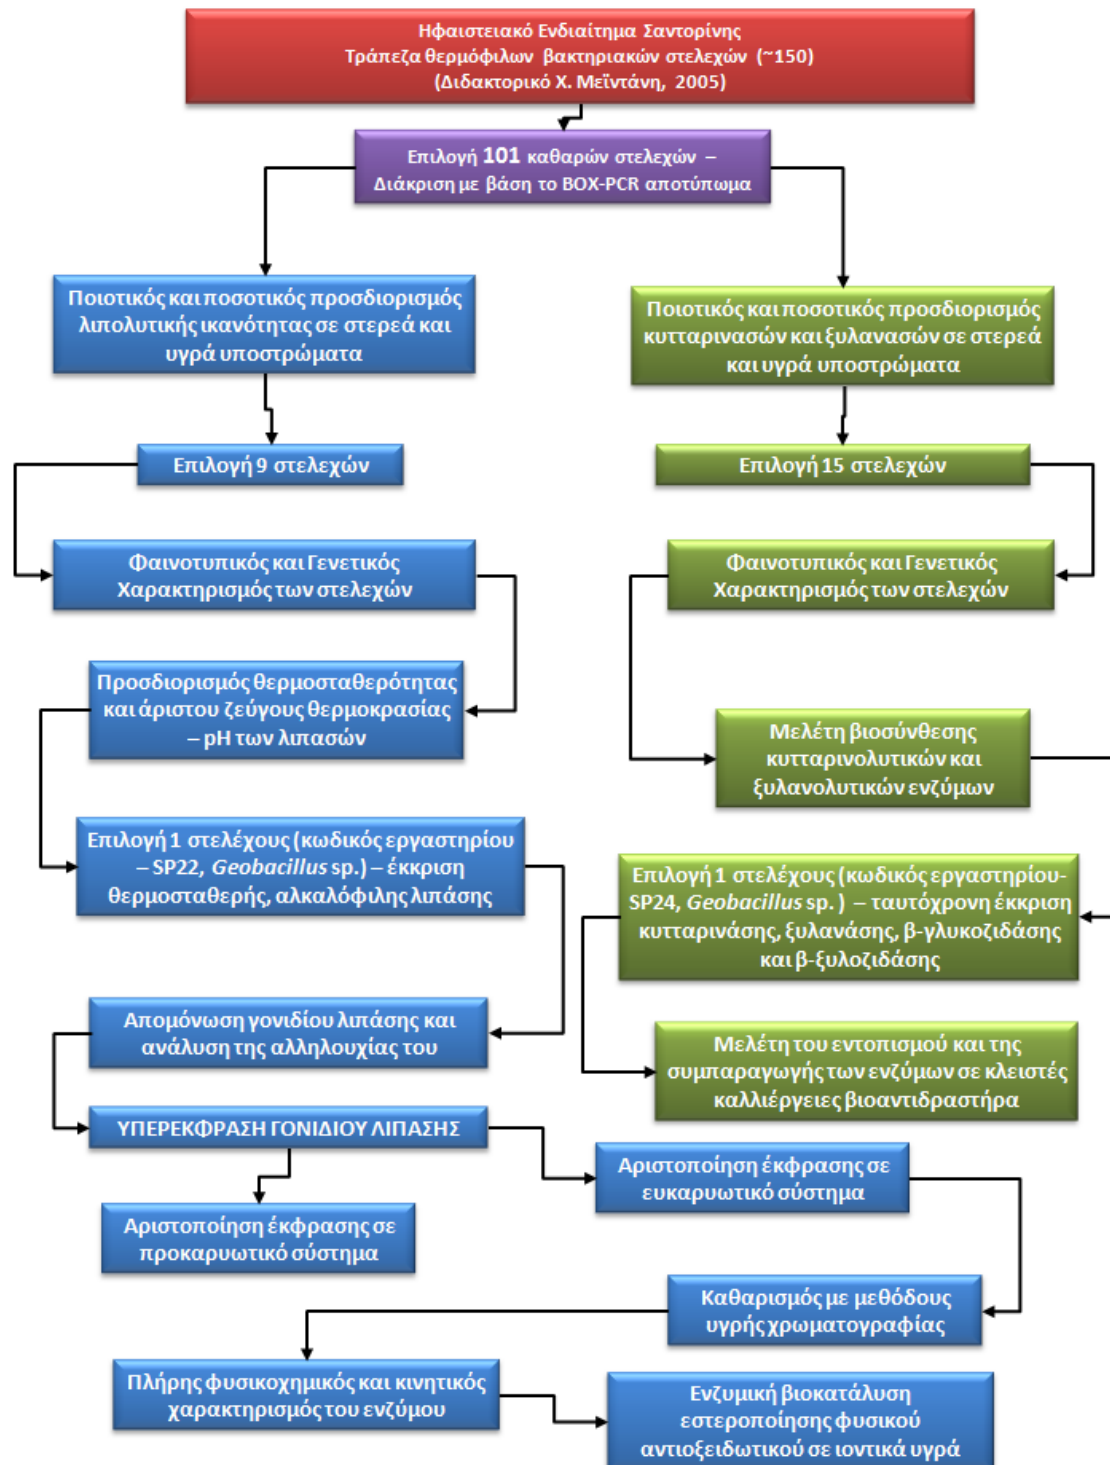 Ηφαιστειακό Ενδιαίτημα Σαντορίνης
Τράπεζα θερμόφιλων βακτηριακών στελεχών (~150)
(Διδακτορικό Χ. Μεϊντάνη, 2005)
Επιλογή 101 καθαρών στελεχών –
Διάκριση με βάση το BOX-PCR αποτύπωμα
Ποιοτικός και ποσοτικός προσδιορισμός
λιπολυτικής ικανότητας σε στερεά και
υγρά υποστρώματα
Επιλογή 9 στελεχών
Φαινοτυπικός και Γενετικός
Χαρακτηρισμός των στελεχών
Προσδιορισμός θερμοσταθερότητας
και άριστου ζεύγους θερμοκρασίας
– pH των λιπασών
Επιλογή 1 στελέχους (κωδικός εργαστηρίου
– SP22, Geobacillus sp.) – έκκριση
θερμοσταθερής, αλκαλόφιλης λιπάσης
Απομόνωση γονιδίου λιπάσης και
ανάλυση της αλληλουχίας του
ΥΠΕΡΕΚΦΡΑΣΗ ΓΟΝΙΔΙΟΥ ΛΙΠΑΣΗΣ
Αριστοποίηση έκφρασης σε
προκαρυωτικό σύστημα
Ποιοτικός και ποσοτικός προσδιορισμός
κυτταρινασών και ξυλανασών σε στερεά
και υγρά υποστρώματα
Επιλογή 15 στελεχών
Φαινοτυπικός και Γενετικός
Χαρακτηρισμός των στελεχών
Μελέτη βιοσύνθεσης
κυτταρινολυτικών και
ξυλανολυτικών ενζύμων
Επιλογή 1 στελέχους (κωδικός εργαστηρίου-
SP24, Geobacillus sp. ) – ταυτόχρονη έκκριση
κυτταρινάσης, ξυλανάσης, β-γλυκοζιδάσης
και β-ξυλοζιδάσης
Μελέτη του εντοπισμού και της
συμπαραγωγής των ενζύμων σε κλειστές
καλλιέργειες βιοαντιδραστήρα
Αριστοποίηση έκφρασης σε
ευκαρυωτικό σύστημα
Καθαρισμός με μεθόδους
υγρής χρωματογραφίας
Πλήρης φυσικοχημικός και κινητικός
χαρακτηρισμός του ενζύμου
Ενζυμική βιοκατάλυση
εστεροποίησης φυσικού
αντιοξειδωτικού σε ιοντικά υγρά